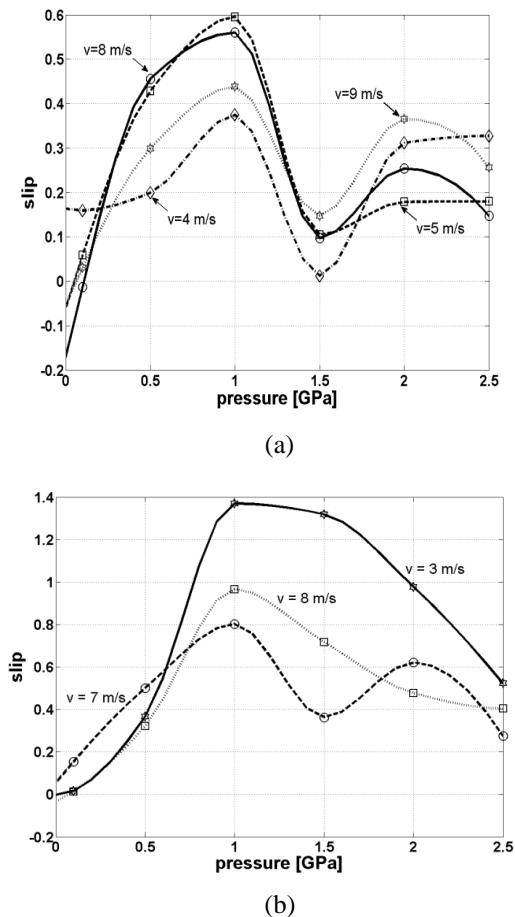 0.6
0.5
0.4
0.3
0.2
0.1
0
-0.1
-0.2
slip
v=8 m/s
v=9 m/s
v=4 m/s
v=5 m/s
0 0.5 1 1.5 2 2.5
pressure [GPa]
(a)
1.4
1.2
1
0.8
0.6
0.4
0.2
0
-0.2
slip
v = 3 m/s
v = 8 m/s
v = 7 m/s
0 0.5 1 1.5 2 2.5
pressure [GPa]
(b)